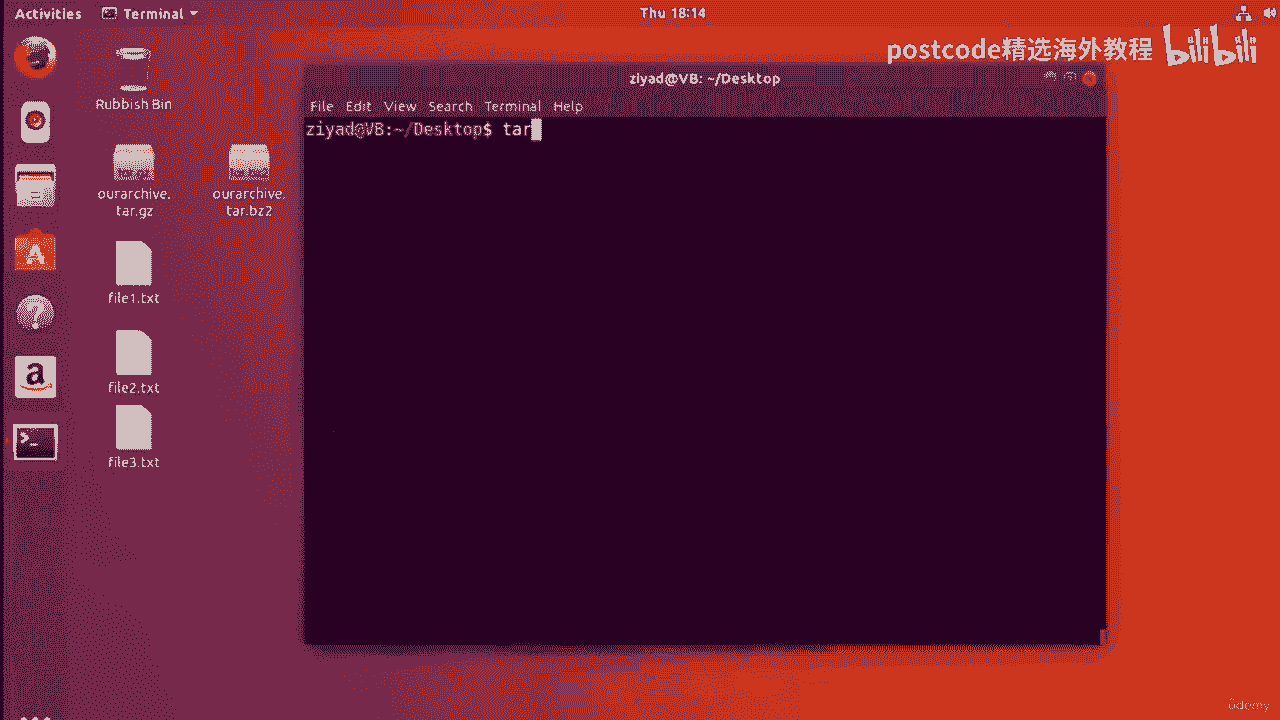 Activities Terminal Thu 18:14
postcode精选海外教程 bilibili
ziyad@VB: ~/Desktop
Rubbish Bin
File Edit View Search Terminal Help
ziyad@VB:~/Desktop$ tar
ourarchive.
tar.gz
ourarchive.
tar.bz2
file1.txt
file2.txt
file3.txt
ûdemy